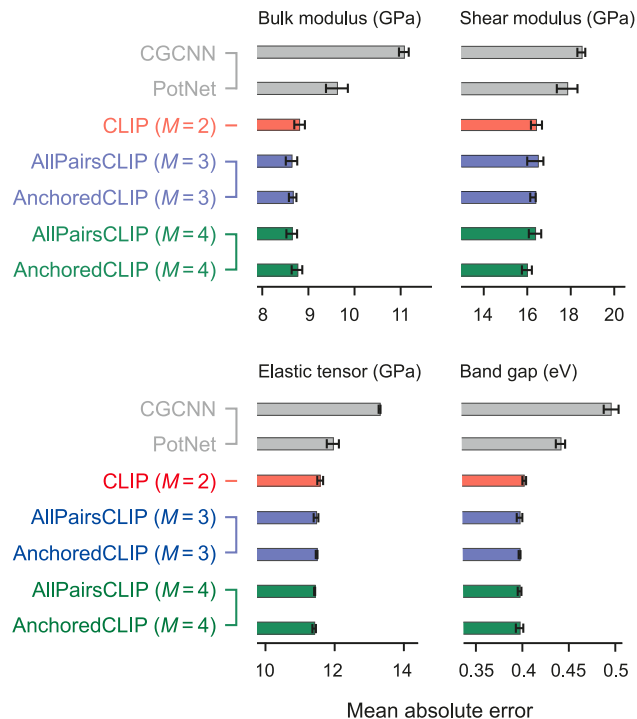 Bulk modulus (GPa) Shear modulus (GPa)
CGCNN
PotNet
CLIP (M=2)
AllPairsCLIP (M=3)
AnchoredCLIP (M=3)
AllPairsCLIP (M=4)
AnchoredCLIP (M=4)
8 9 10 11 14 16 18 20
Elastic tensor (GPa) Band gap (eV)
CGCNN
PotNet
CLIP (M=2)
AllPairsCLIP (M=3)
AnchoredCLIP (M=3)
AllPairsCLIP (M=4)
AnchoredCLIP (M=4)
10 12 14 0.35 0.4 0.45 0.5
Mean absolute error